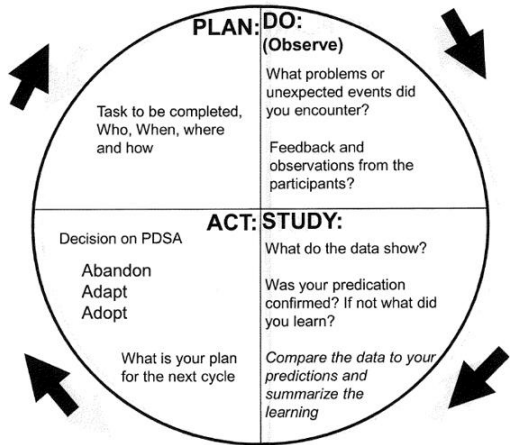 PLAN:
Task to be completed,
Who, When, where
and how
DO:
(Observe)
What problems or
unexpected events did
you encounter?
Feedback and
observations from the
participants?
ACT:
Decision on PDSA
Abandon
Adapt
Adopt
What is your plan
for the next cycle
STUDY:
What do the data show?
Was your predication
confirmed? If not what did
you learn?
Compare the data to your
predictions and
summarize the
learning